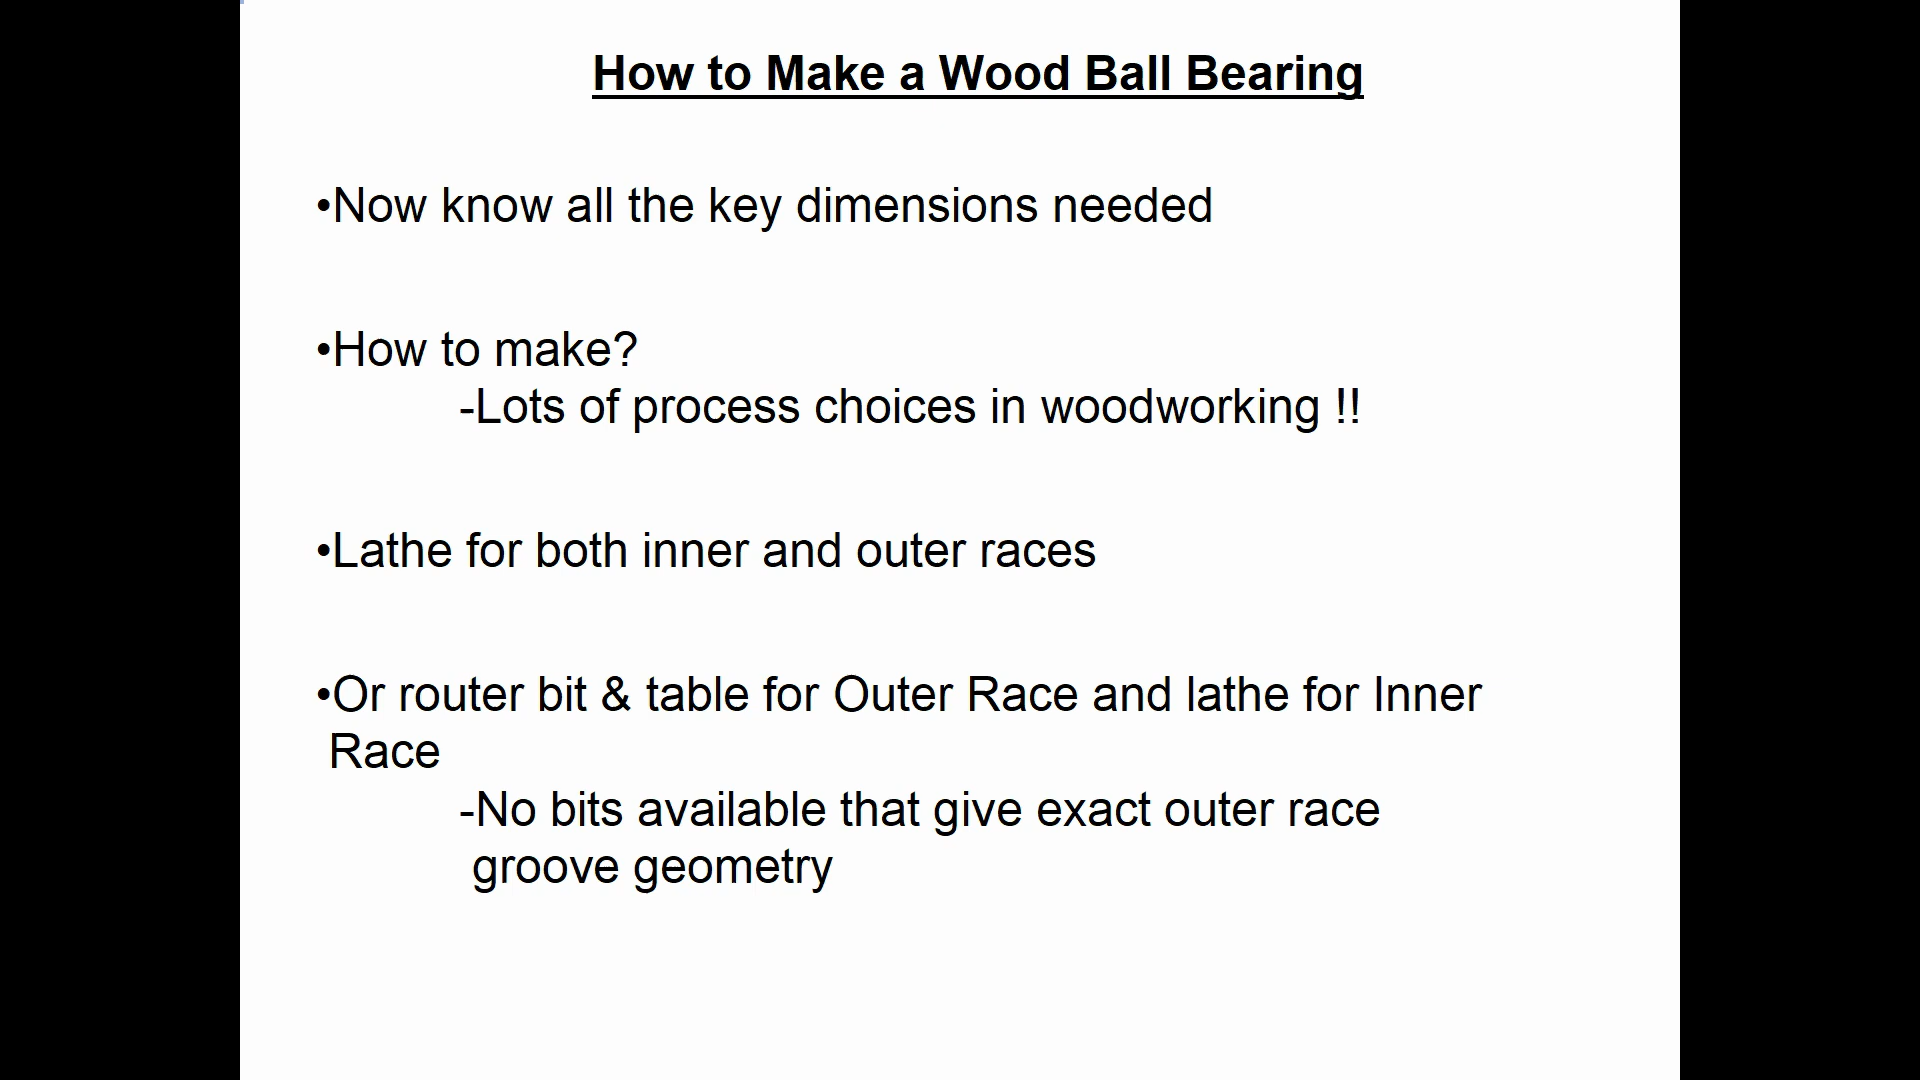 How to Make a Wood Ball Bearing
•Now know all the key dimensions needed
•How to make?
-Lots of process choices in woodworking !!
•Lathe for both inner and outer races
•Or router bit & table for Outer Race and lathe for Inner
Race
-No bits available that give exact outer race
groove geometry